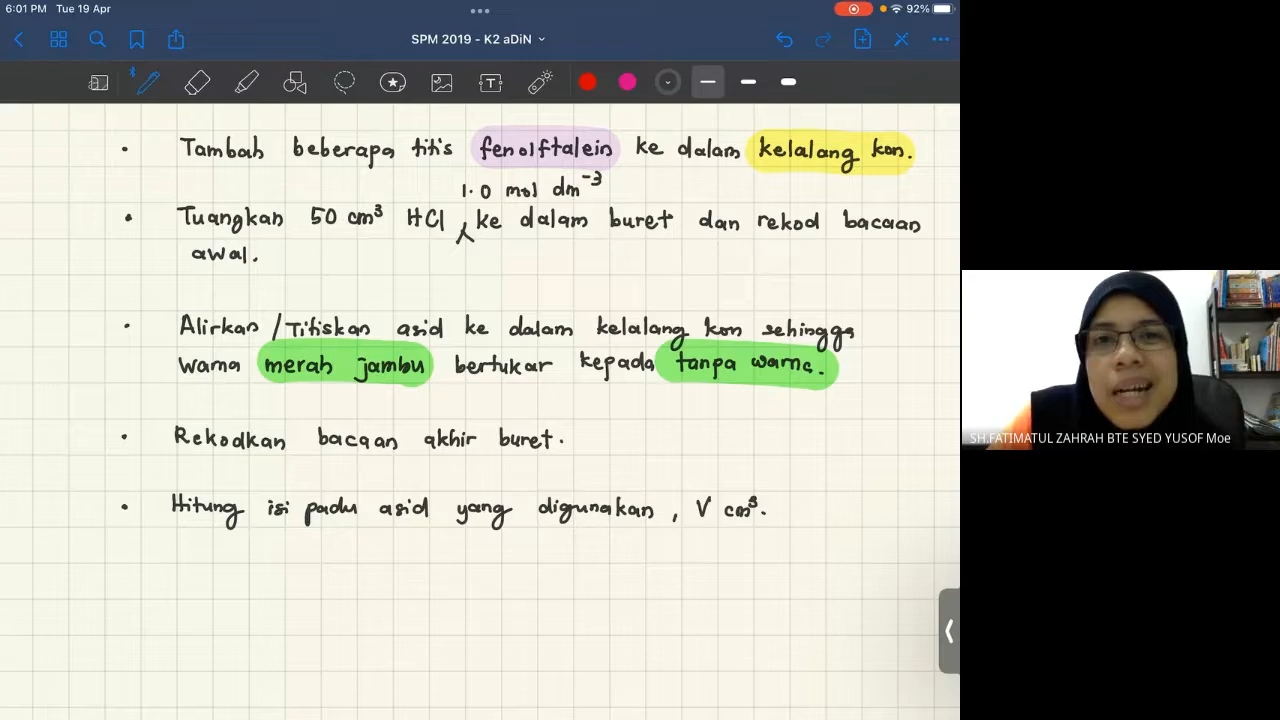 6:01 PM Tue 19 Apr
92%
SPM 2019 - K2 aDiN
T
• Tambah beberapa titis fenolftalein ke dalam kelalang kon.
1.0 mol dm⁻³
• Tuangkan 50 cm³ HCl ke dalam buret dan rekod bacaan
awal.
• Alirkan /Titiskan asid ke dalam kelalang kon sehingga
warna merah jambu bertukar kepada tanpa warna.
• Rekodkan bacaan akhir buret.
• Hitung isi padu asid yang digunakan, V cm³.
SH.FATIMATUL ZAHRAH BTE SYED YUSOF Moe